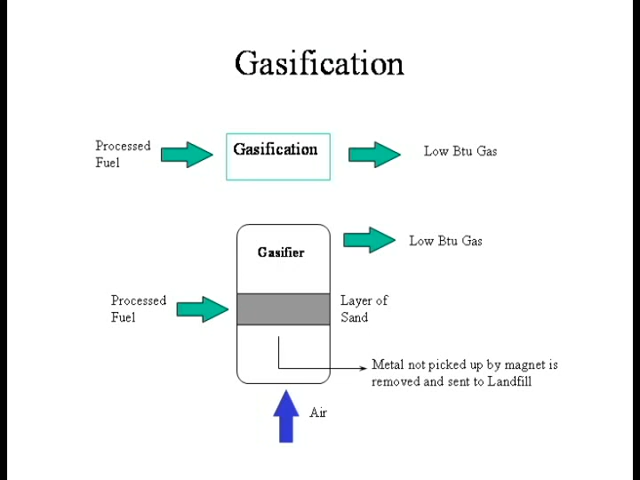 Gasification
Processed
Fuel
Gasification
Low Btu Gas
Gasifier
Low Btu Gas
Processed
Fuel
Layer of
Sand
Metal not picked up by magnet is
removed and sent to Landfill
Air